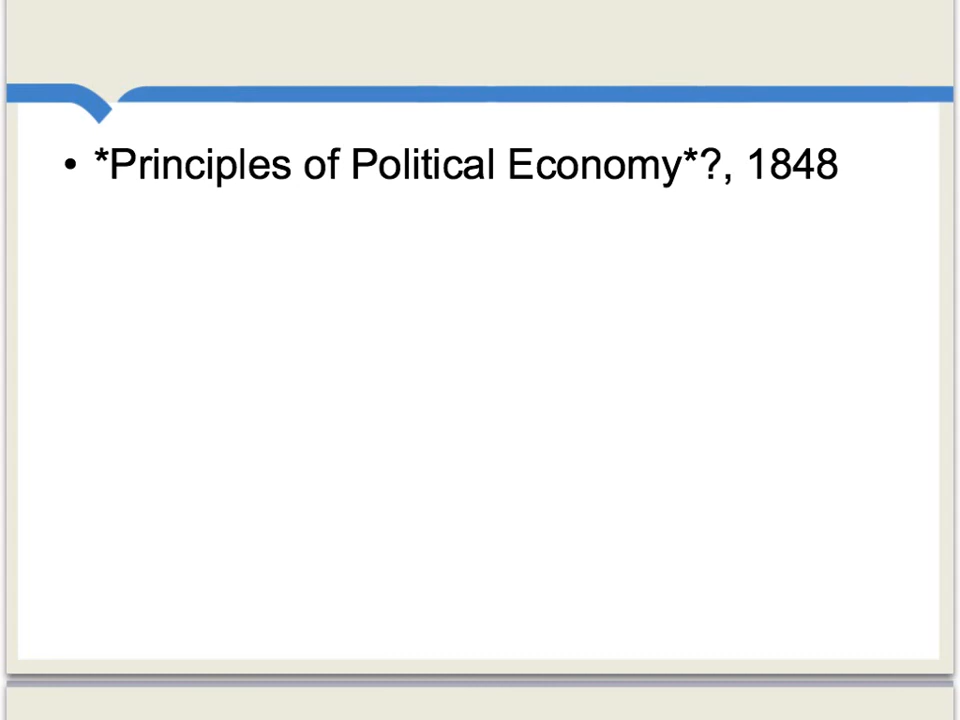 • *Principles of Political Economy*?, 1848